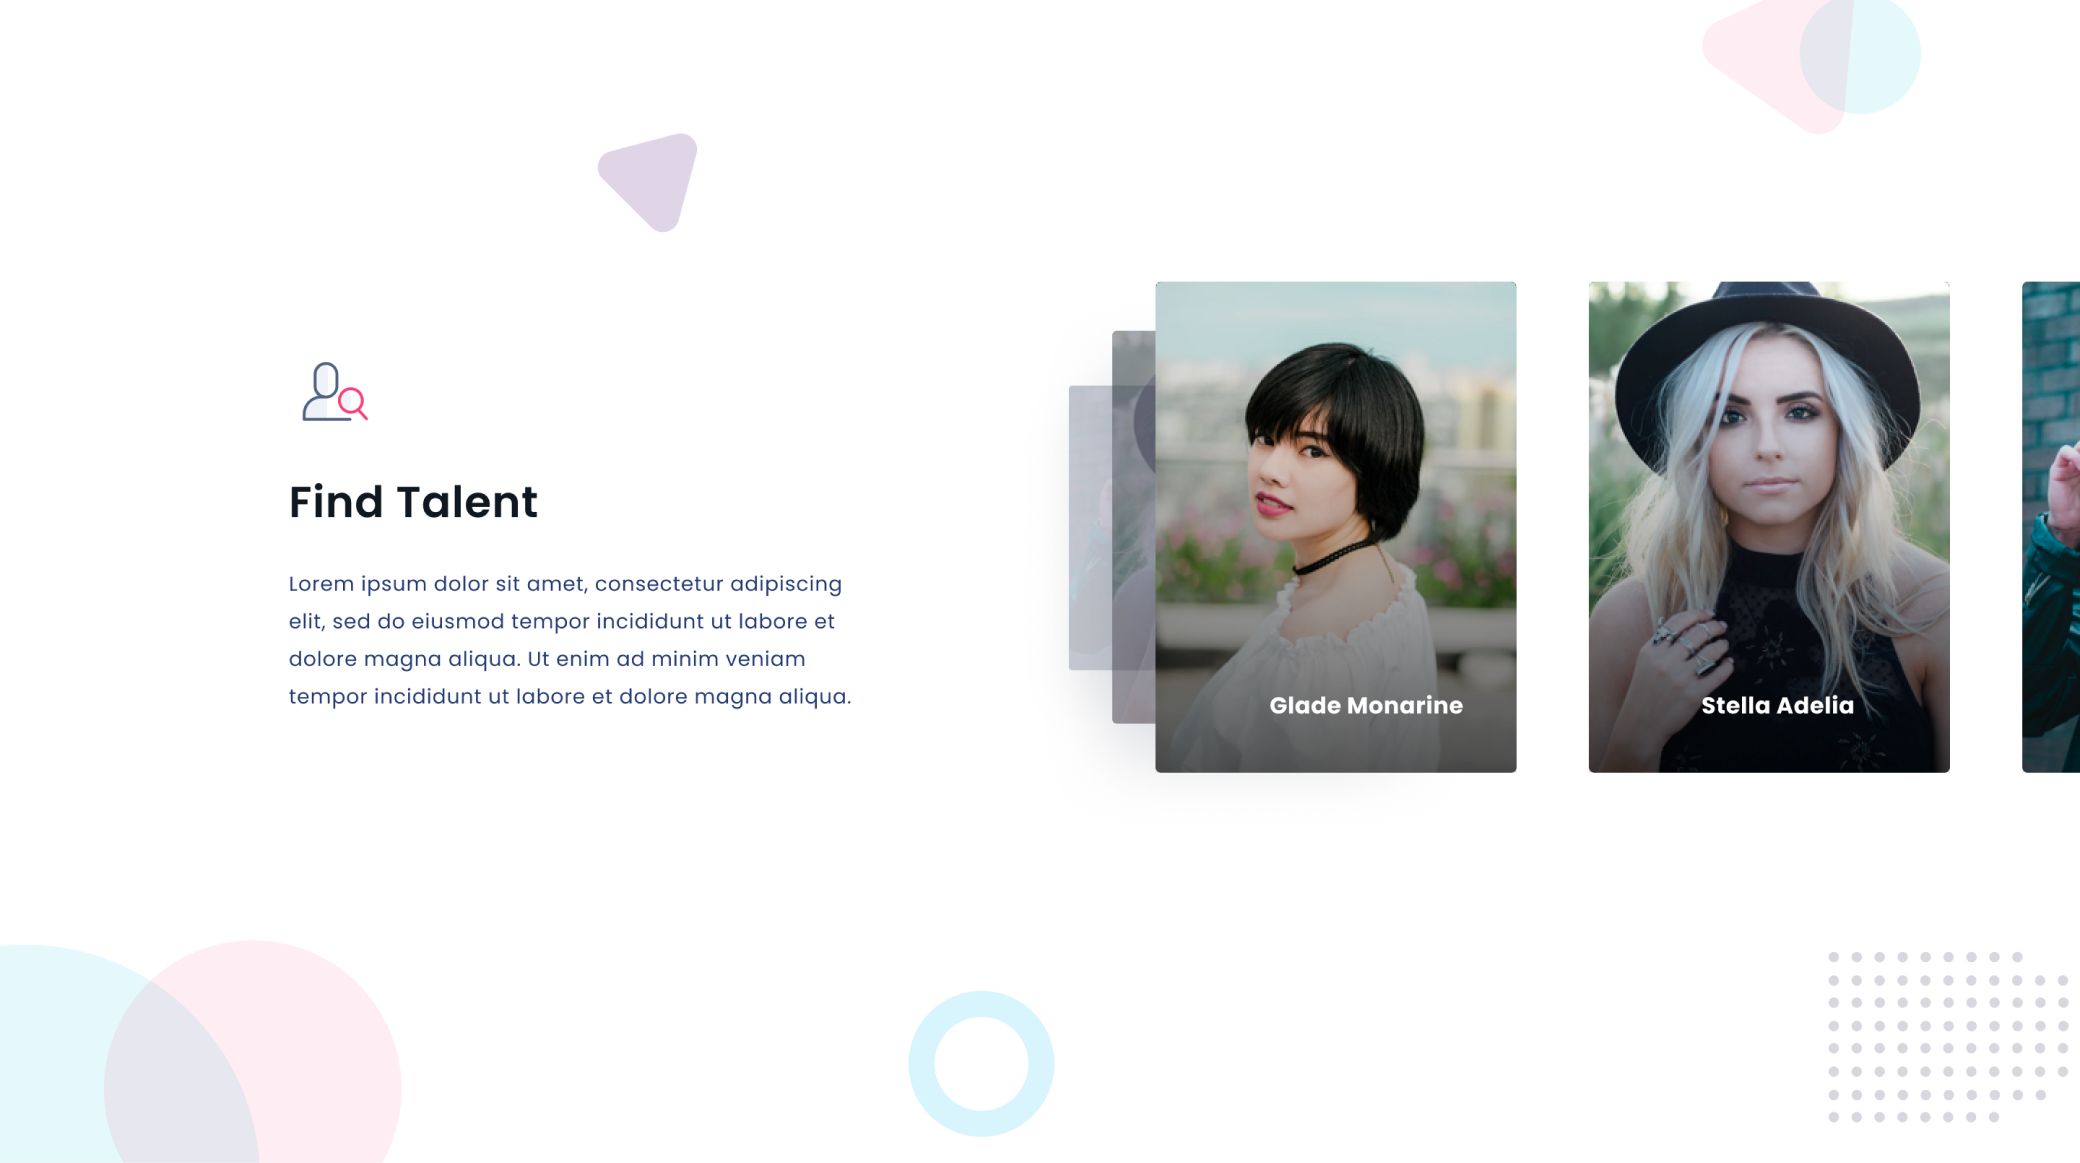 Find Talent
Lorem ipsum dolor sit amet, consectetur adipiscing
elit, sed do eiusmod tempor incididunt ut labore et
dolore magna aliqua. Ut enim ad minim veniam
tempor incididunt ut labore et dolore magna aliqua.
Glade Monarine
Stella Adelia